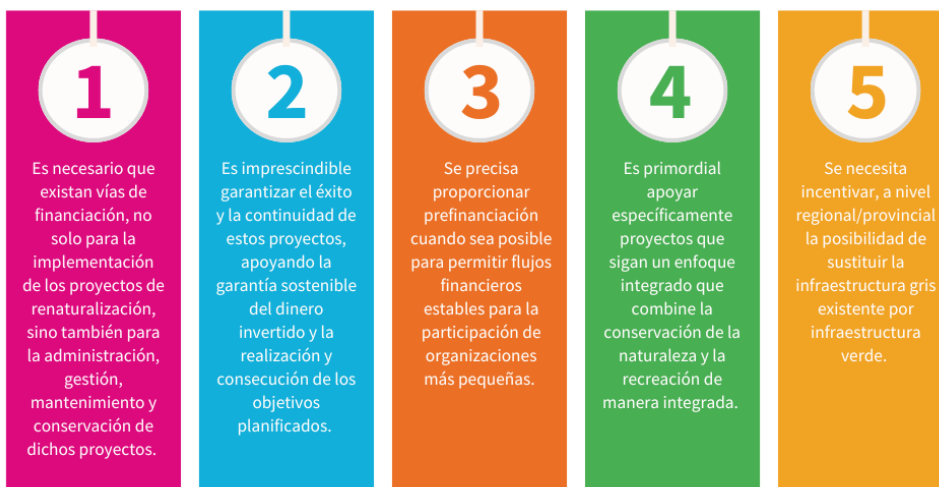 1
Es necesario que
existan vías de
financiación, no
solo para la
implementación
de los proyectos de
renaturalización,
sino también para
la administración,
gestión,
mantenimiento y
conservación de
dichos proyectos.
2
Es imprescindible
garantizar el éxito
y la continuidad de
estos proyectos,
apoyando la
garantía sostenible
del dinero
invertido y la
realización y
consecución de los
objetivos
planificados.
3
Se precisa
proporcionar
prefinanciación
cuando sea posible
para permitir flujos
financieros
estables para la
participación de
organizaciones
más pequeñas.
4
Es primordial
apoyar
específicamente
proyectos que
sigan un enfoque
integrado que
combine la
conservación de la
naturaleza y la
recreación de
manera integrada.
5
Se necesita
incentivar, a nivel
regional/provincial
la posibilidad de
sustituir la
infraestructura gris
existente por
infraestructura
verde.